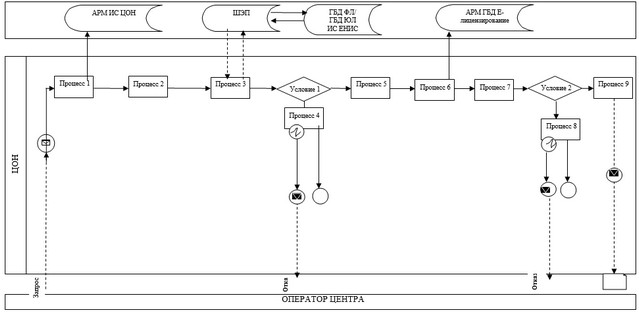 АРМ ИС ЦОН
ШЭП
ГБД ФЛ/
ГБД ЮЛ
ИС ЕНИС
АРМ ГБД Е-
лицензирование
ЦОН
Процесс 1
Процесс 2
Процесс 3
Условие 1
Процесс 5
Процесс 6
Процесс 7
Условие 2
Процесс 9
Процесс 4
Процесс 8
Запрос
Отказ
ОПЕРАТОР ЦЕНТРА